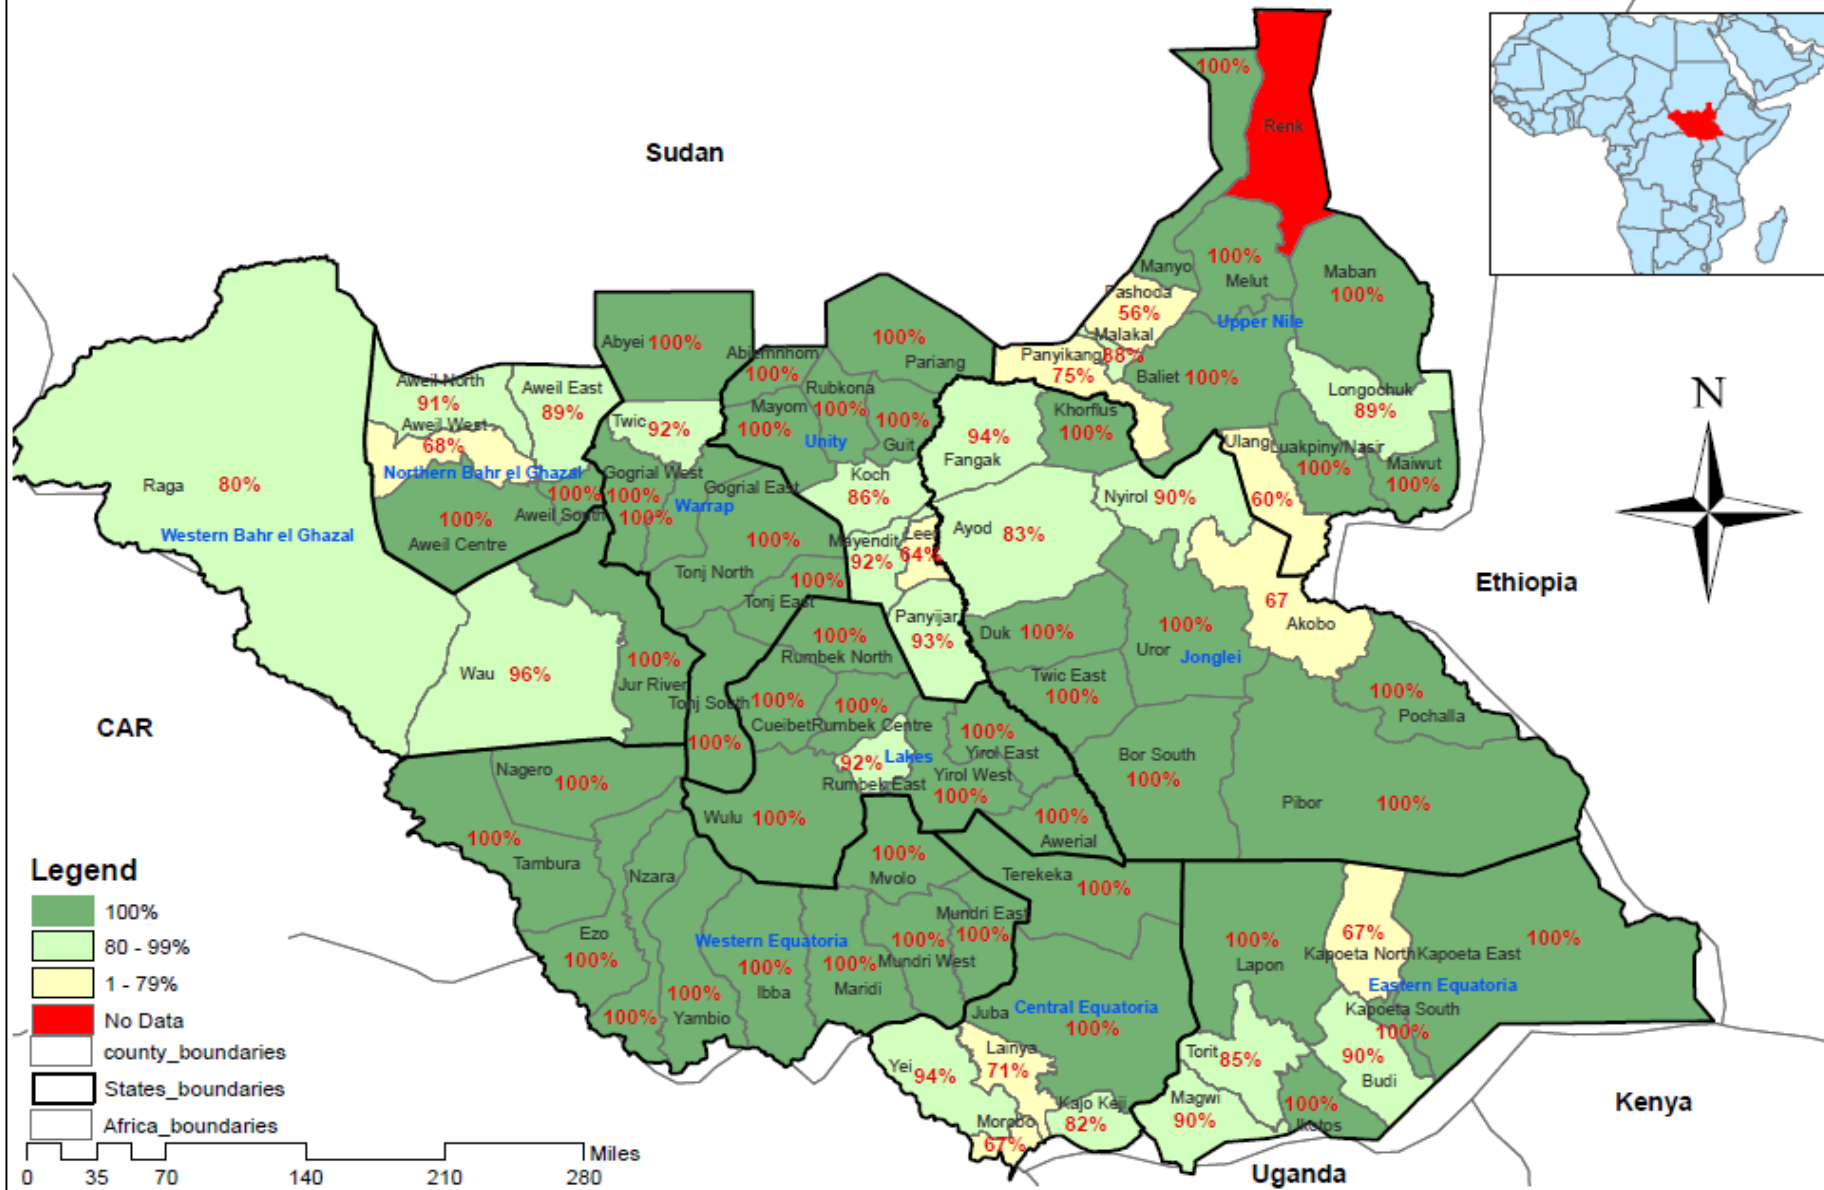 100%
Renk
Sudan
100%
Manyo
Melut
Maban
100%
Fashoda
56%
Upper Nile
Malakal
88%
Panyikang
75%
Baliet 100%
Longochuk
89%
Abyei 100%
100%
Pariang
Abiemnhom
100%
Rubkona
100%
Mayom
100%
100%
Guit
Unity
Aweil North
91%
Aweil East
89%
Aweil West
68%
Northern Bahr el Ghazal
Twic 92%
94%
Fangak
Khorflus
100%
Ulang
60%
Luakpiny/Nasir
100%
Maiwut
100%
Raga 80%
Western Bahr el Ghazal
100%
Aweil South
100%
Aweil Centre
Gogrial West
100%
100%
Warrap
Gogrial East
Koch
86%
Nyirol 90%
Ayod 83%
100%
Tonj North
100%
Tonj East
Mayendit
92%
Leer
64%
Panyijar
93%
Ethiopia
N
67
Akobo
Duk 100%
100%
Uror
Jonglei
Wau 96%
100%
Jur River
100%
Rumbek North
Tonj South
100%
100%
Cueibet
100%
Rumbek Centre
Twic East
100%
100%
Pochalla
CAR
92%
Lakes
Rumbek East
100%
Yirol East
Yirol West
100%
Bor South
100%
Pibor 100%
Nagero
100%
Wulu 100%
100%
Awerial
100%
Tambura
Nzara
100%
Mvolo
Terekeka
100%
Mundri East
100%
Ezo
100%
Western Equatoria
100%
Ibba
100%
Maridi
100%
Mundri West
100%
Lapon
67%
Kapoeta North
100%
Kapoeta East
Eastern Equatoria
Kapoeta South
100%
100%
100%
Yambio
Juba
Central Equatoria
100%
Yei 94%
Lainya
71%
Torit 85%
90%
Budi
Kajo Keji
82%
Magwi
90%
100%
Ikotos
Morobo
67%
Kenya
Uganda
Legend
100%
80 - 99%
1 - 79%
No Data
county_boundaries
States_boundaries
Africa_boundaries
Miles
0 35 70 140 210 280